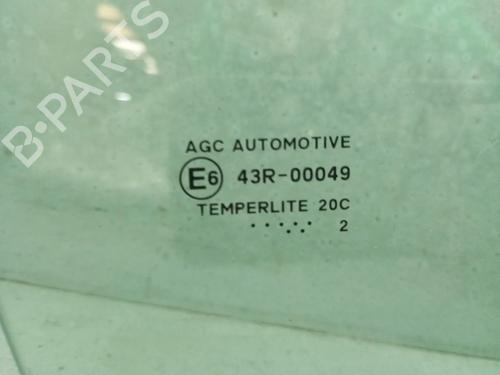 B-PARTS
AGC AUTOMOTIVE
E6 43R-00049
TEMPERLITE 20C
2